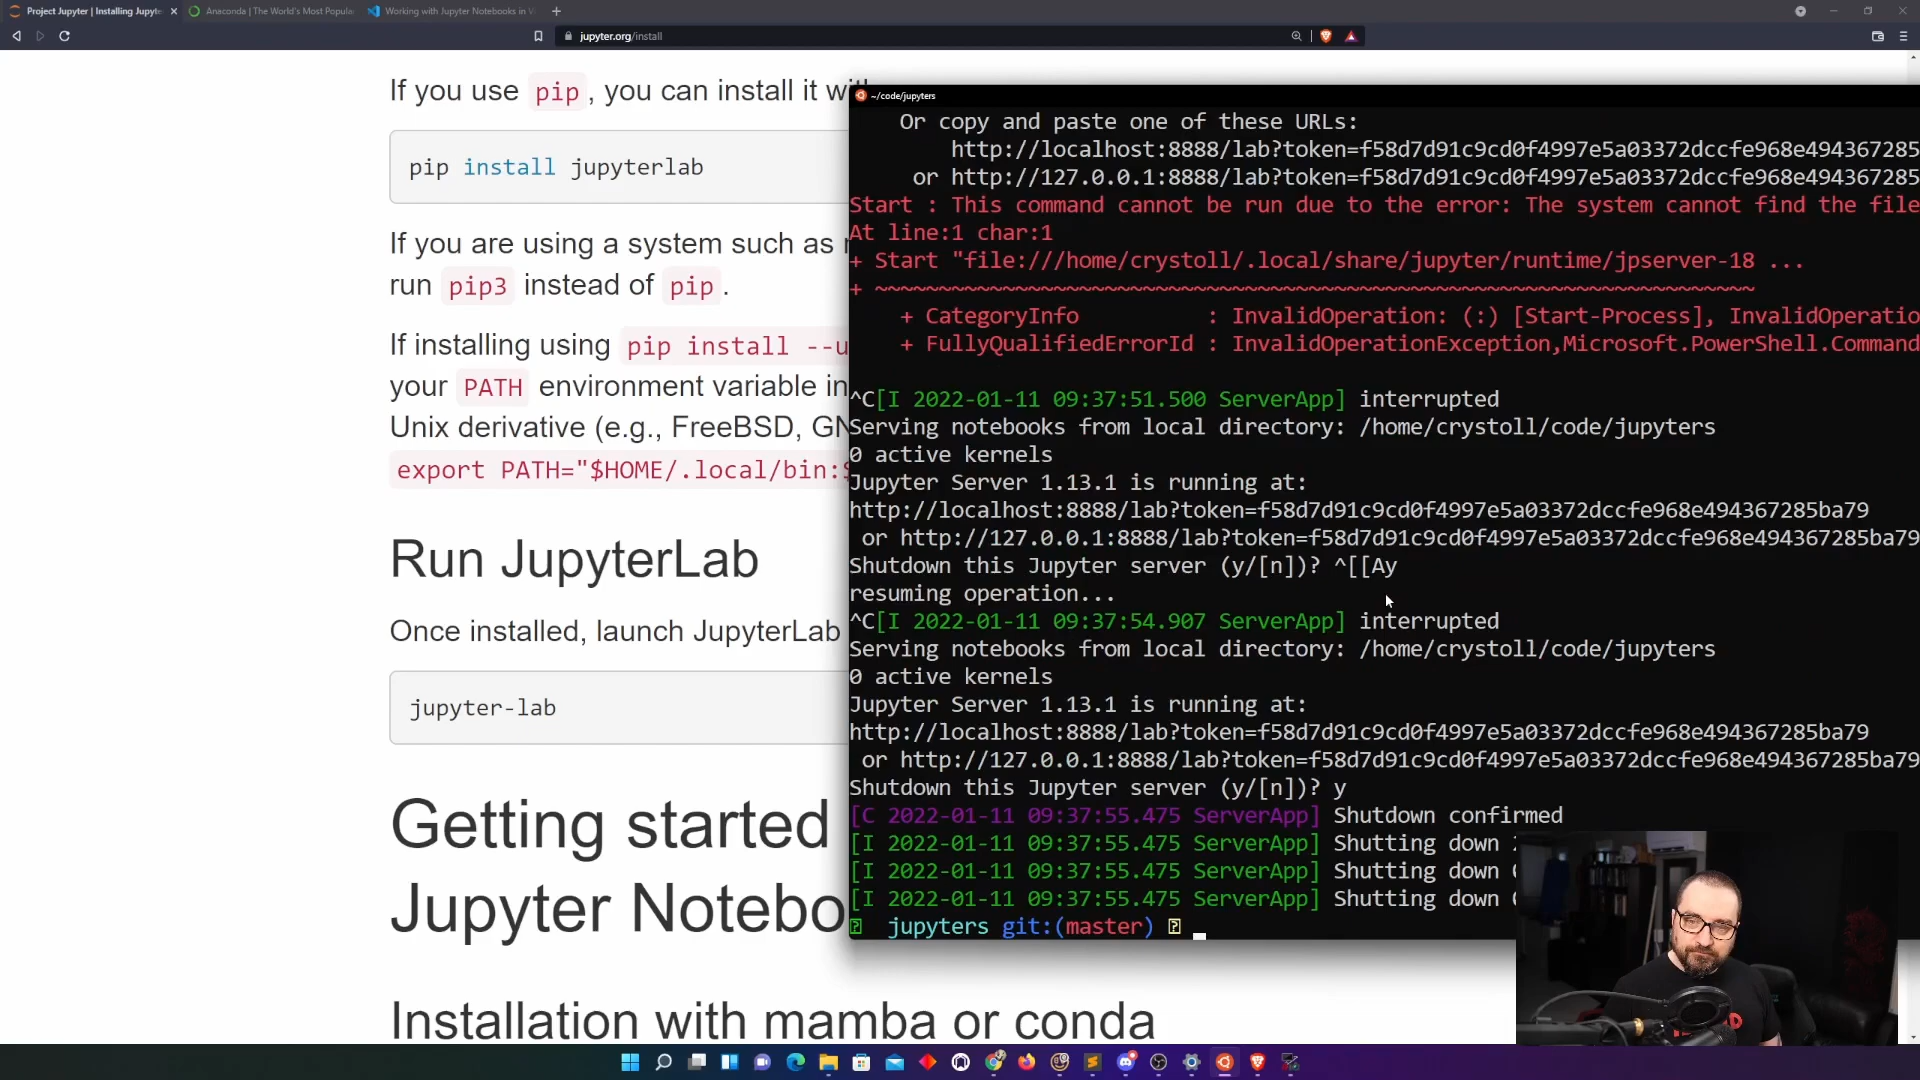 Project Jupyter | Installing Jupyte
Anaconda | The World's Most Popula
Working with Jupyter Notebooks in V
jupyter.org/install
If you use pip, you can install it with
pip install jupyterlab
If you are using a system such as
run pip3 instead of pip.
If installing using pip install --u
your PATH environment variable in
Unix derivative (e.g., FreeBSD, GN
export PATH="$HOME/.local/bin:$
Run JupyterLab
Once installed, launch JupyterLab
jupyter-lab
Getting started
Jupyter Notebo
Installation with mamba or conda
~/code/jupyters
Or copy and paste one of these URLs:
http://localhost:8888/lab?token=f58d7d91c9cd0f4997e5a03372dccfe968e494367285
or http://127.0.0.1:8888/lab?token=f58d7d91c9cd0f4997e5a03372dccfe968e494367285
Start : This command cannot be run due to the error: The system cannot find the file
At line:1 char:1
+ Start "file:///home/crystoll/.local/share/jupyter/runtime/jpserver-18 ...
+ ~~~~~~~~~~~~~~~~~~~~~~~~~~~~~~~~~~~~~~~~~~~~~~~~~~~~~~~~~~~~~~~~~~~~~
+ CategoryInfo : InvalidOperation: (:) [Start-Process], InvalidOperatio
+ FullyQualifiedErrorId : InvalidOperationException,Microsoft.PowerShell.Command
^C[I 2022-01-11 09:37:51.500 ServerApp] interrupted
Serving notebooks from local directory: /home/crystoll/code/jupyters
0 active kernels
Jupyter Server 1.13.1 is running at:
http://localhost:8888/lab?token=f58d7d91c9cd0f4997e5a03372dccfe968e494367285ba79
or http://127.0.0.1:8888/lab?token=f58d7d91c9cd0f4997e5a03372dccfe968e494367285ba79
Shutdown this Jupyter server (y/[n])? ^[[Ay
resuming operation...
^C[I 2022-01-11 09:37:54.907 ServerApp] interrupted
Serving notebooks from local directory: /home/crystoll/code/jupyters
0 active kernels
Jupyter Server 1.13.1 is running at:
http://localhost:8888/lab?token=f58d7d91c9cd0f4997e5a03372dccfe968e494367285ba79
or http://127.0.0.1:8888/lab?token=f58d7d91c9cd0f4997e5a03372dccfe968e494367285ba79
Shutdown this Jupyter server (y/[n])? y
[C 2022-01-11 09:37:55.475 ServerApp] Shutdown confirmed
[I 2022-01-11 09:37:55.475 ServerApp] Shutting down
[I 2022-01-11 09:37:55.475 ServerApp] Shutting down
[I 2022-01-11 09:37:55.475 ServerApp] Shutting down
jupyters git:(master)